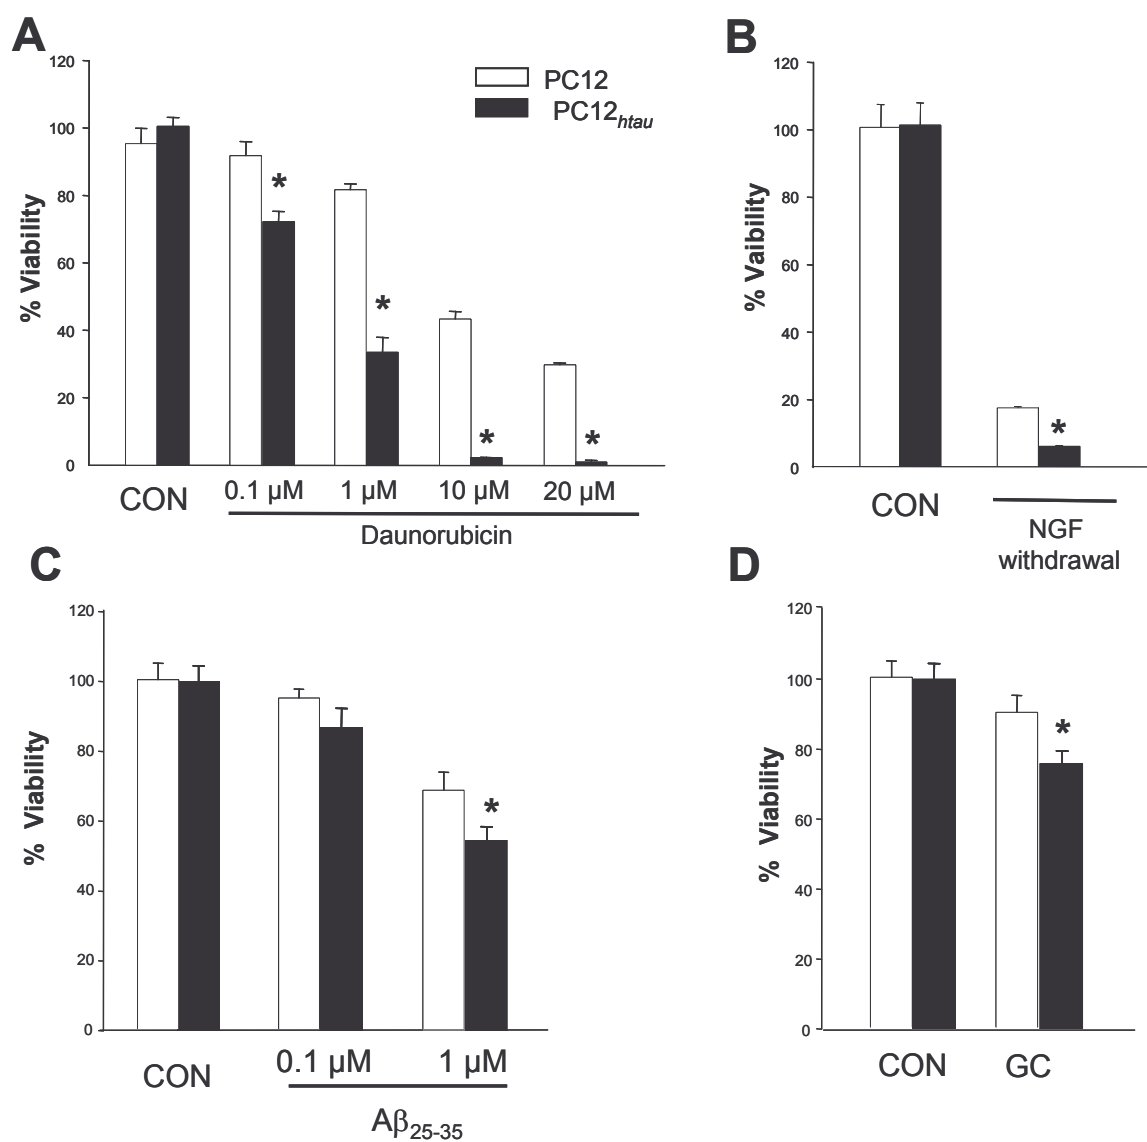 A
120
100
80
60
40
20
0
% Viability
PC12
PC12htau
*
*
*
*
CON
0.1 µM
1 µM
10 µM
20 µM
Daunorubicin
B
120
100
80
60
40
20
0
% Vaibility
*
CON
NGF
withdrawal
C
120
100
80
60
40
20
0
% Viability
*
CON
0.1 µM
1 µM
Aβ25-35
D
120
100
80
60
40
20
0
% Viability
*
CON
GC